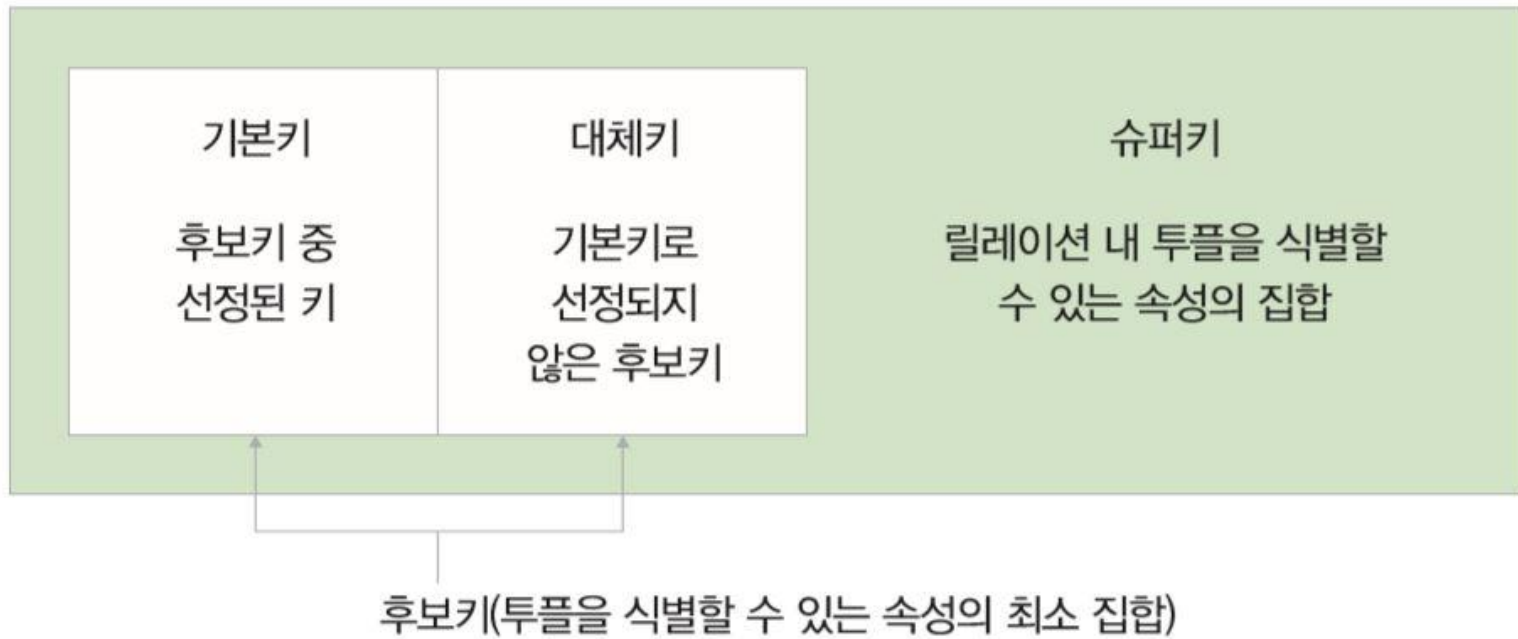 기본키
후보키 중
선정된 키
대체키
기본키로
선정되지
않은 후보키
슈퍼키
릴레이션 내 투플을 식별할
수 있는 속성의 집합
후보키(투플을 식별할 수 있는 속성의 최소 집합)